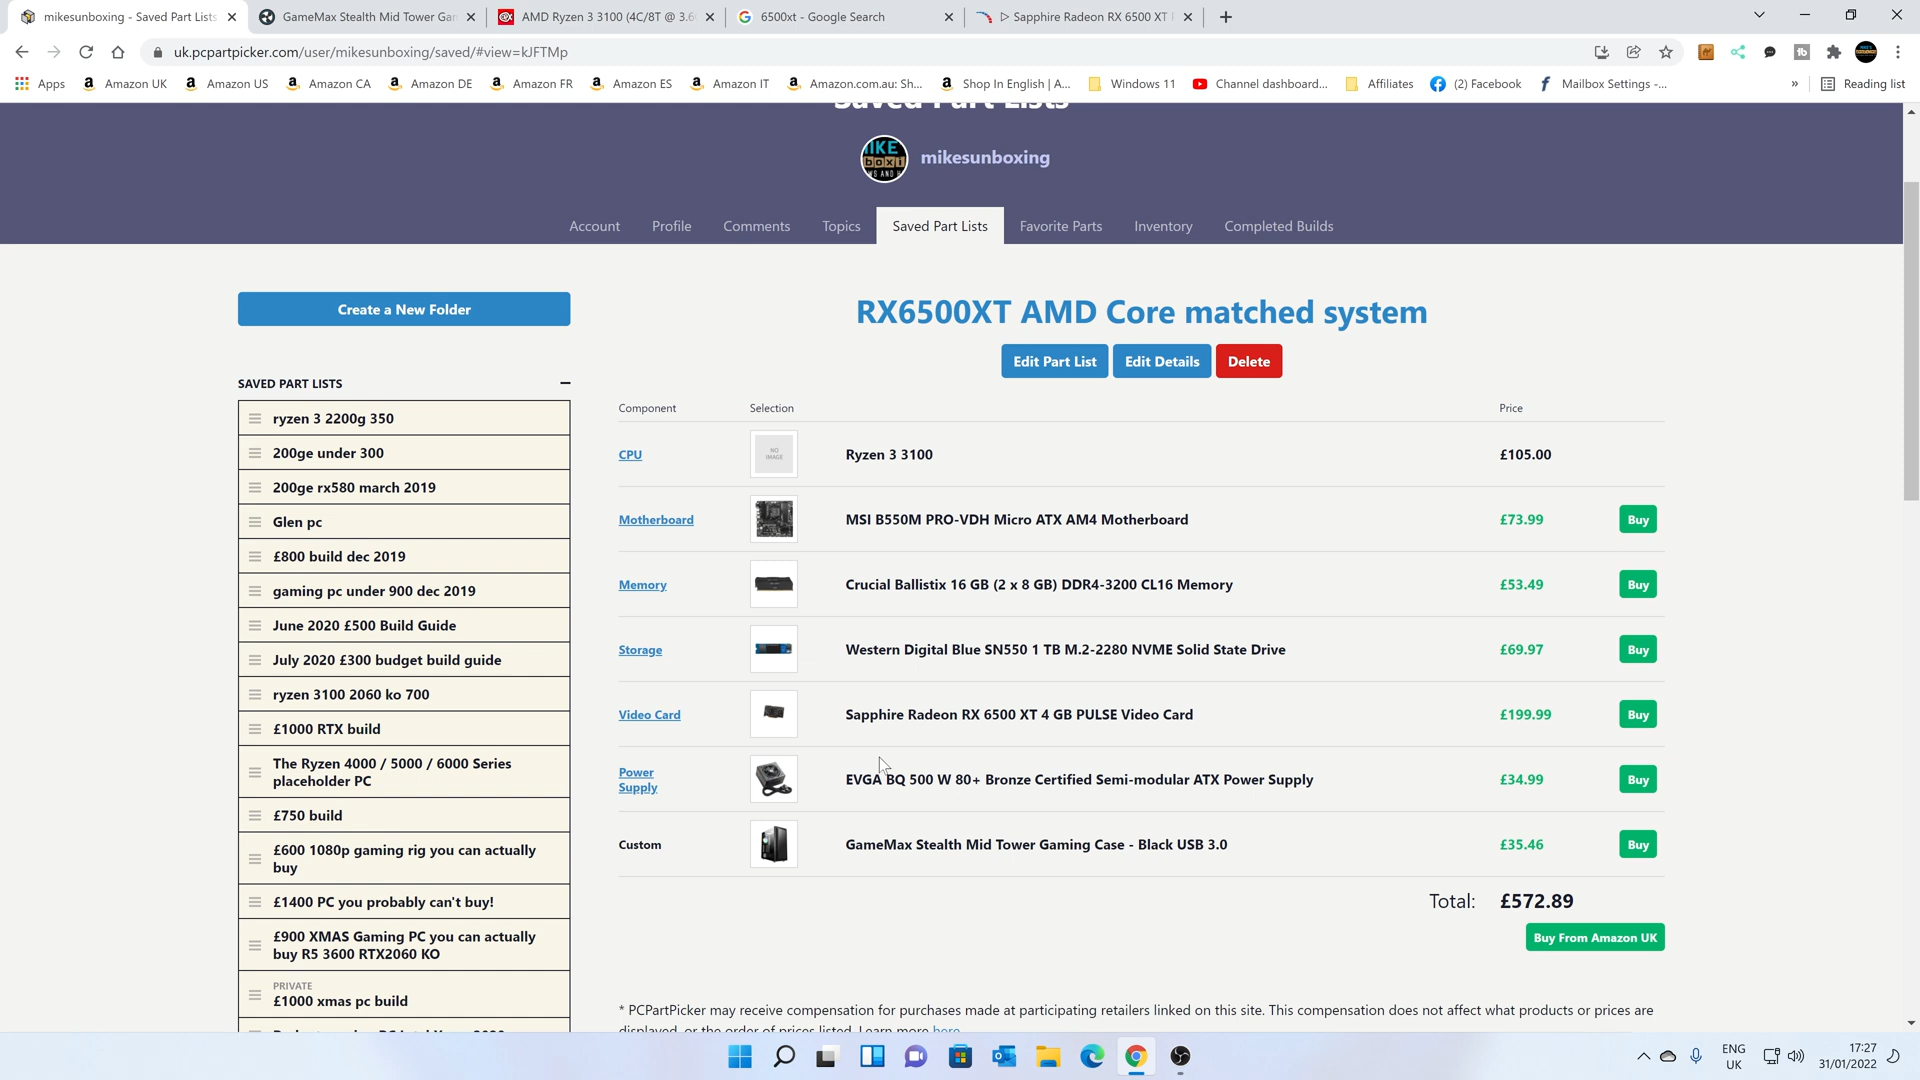 mikesunboxing - Saved Part Lists
GameMax Stealth Mid Tower Gam
AMD Ryzen 3 3100 (4C/8T @ 3.6
6500xt - Google Search
▷ Sapphire Radeon RX 6500 XT
uk.pcpartpicker.com/user/mikesunboxing/saved/#view=kJFTMp
Apps
Amazon UK
Amazon US
Amazon CA
Amazon DE
Amazon FR
Amazon ES
Amazon IT
Amazon.com.au: Sh...
Shop In English | A...
Windows 11
Channel dashboard...
Affiliates
(2) Facebook
Mailbox Settings -...
»
Reading list
Saved Part Lists
mikesunboxing
Account
Profile
Comments
Topics
Saved Part Lists
Favorite Parts
Inventory
Completed Builds
Create a New Folder
RX6500XT AMD Core matched system
Edit Part List
Edit Details
Delete
SAVED PART LISTS
ryzen 3 2200g 350
200ge under 300
200ge rx580 march 2019
Glen pc
£800 build dec 2019
gaming pc under 900 dec 2019
June 2020 £500 Build Guide
July 2020 £300 budget build guide
ryzen 3100 2060 ko 700
£1000 RTX build
The Ryzen 4000 / 5000 / 6000 Series
placeholder PC
£750 build
£600 1080p gaming rig you can actually
buy
£1400 PC you probably can't buy!
£900 XMAS Gaming PC you can actually
buy R5 3600 RTX2060 KO
PRIVATE
£1000 xmas pc build
Component Selection Price
CPU NO IMAGE Ryzen 3 3100 £105.00
Motherboard MSI B550M PRO-VDH Micro ATX AM4 Motherboard £73.99 Buy
Memory Crucial Ballistix 16 GB (2 x 8 GB) DDR4-3200 CL16 Memory £53.49 Buy
Storage Western Digital Blue SN550 1 TB M.2-2280 NVME Solid State Drive £69.97 Buy
Video Card Sapphire Radeon RX 6500 XT 4 GB PULSE Video Card £199.99 Buy
Power
Supply
EVGA BQ 500 W 80+ Bronze Certified Semi-modular ATX Power Supply £34.99 Buy
Custom GameMax Stealth Mid Tower Gaming Case - Black USB 3.0 £35.46 Buy
Total: £572.89
Buy From Amazon UK
* PCPartPicker may receive compensation for purchases made at participating retailers linked on this site. This compensation does not affect what products or prices are
displayed, or the order of prices listed. Learn more here
ENG
UK
17:27
31/01/2022